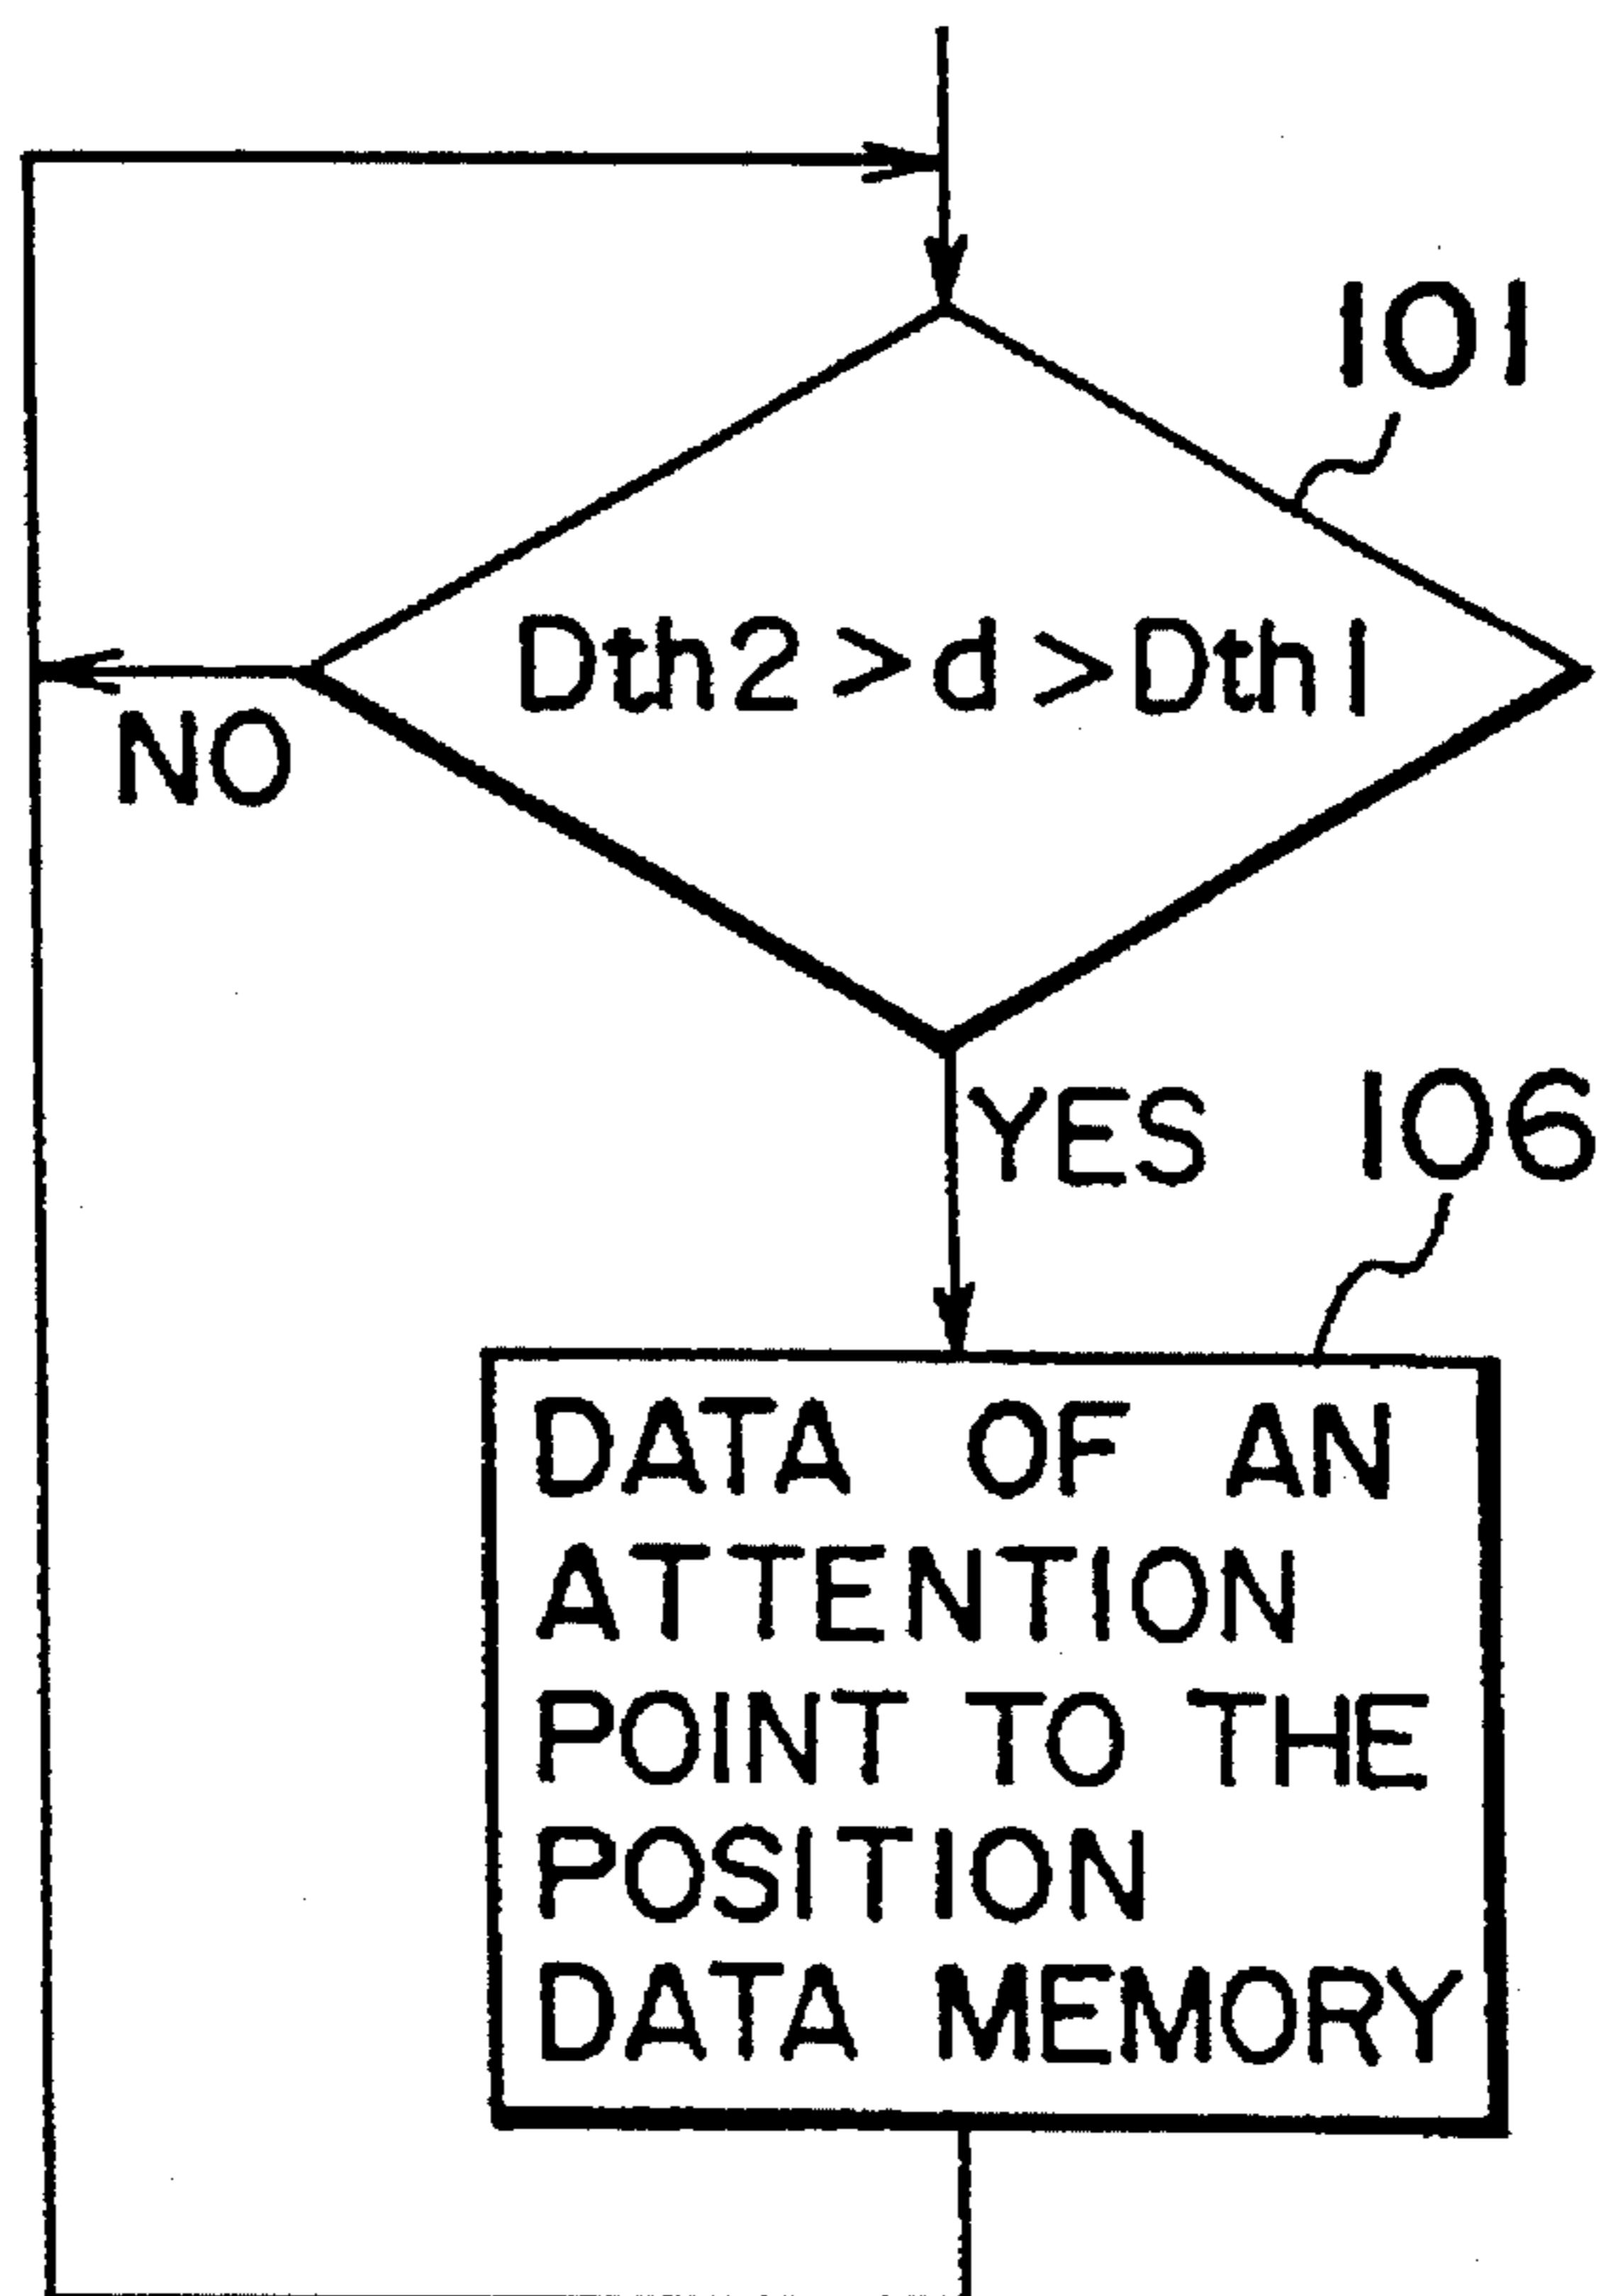 101
Dth2>d>Dth1
NO
YES
106
DATA OF AN
ATTENTION
POINT TO THE
POSITION
DATA MEMORY